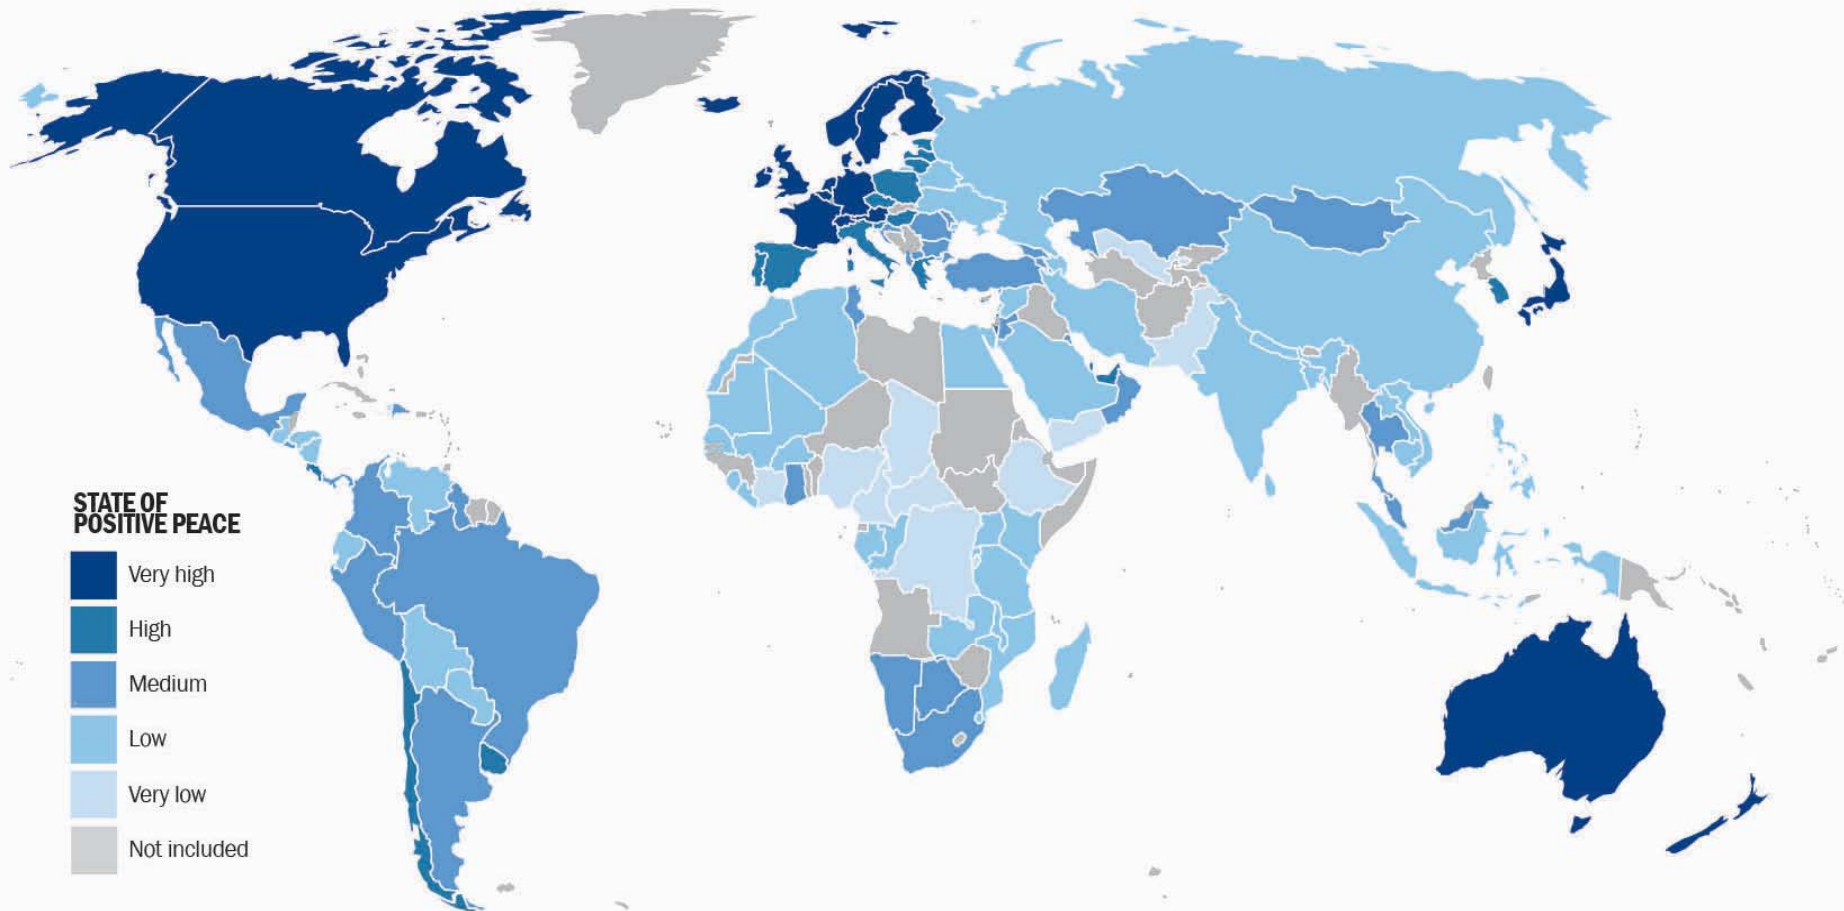 STATE OF
POSITIVE PEACE
Very high
High
Medium
Low
Very low
Not included